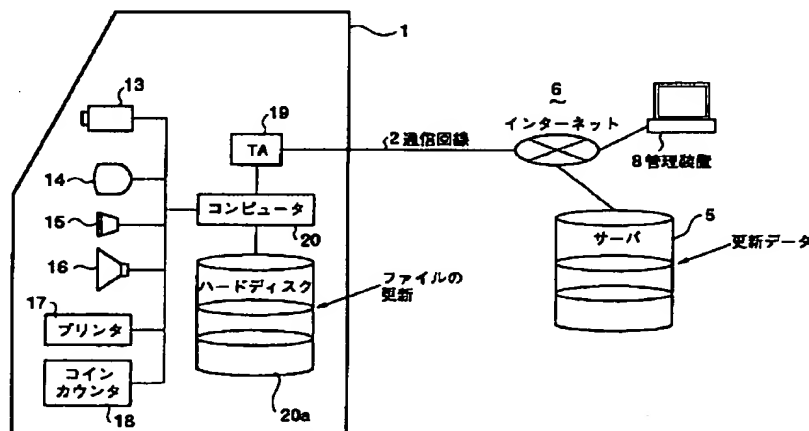 1
13
6
インターネット
19
TA
2通信回線
8管理装置
14
コンピュータ
15
20
サーバ
5
更新データ
16
ハードディスク
ファイルの
更新
17
プリンタ
コイン
カウンタ
18
20a